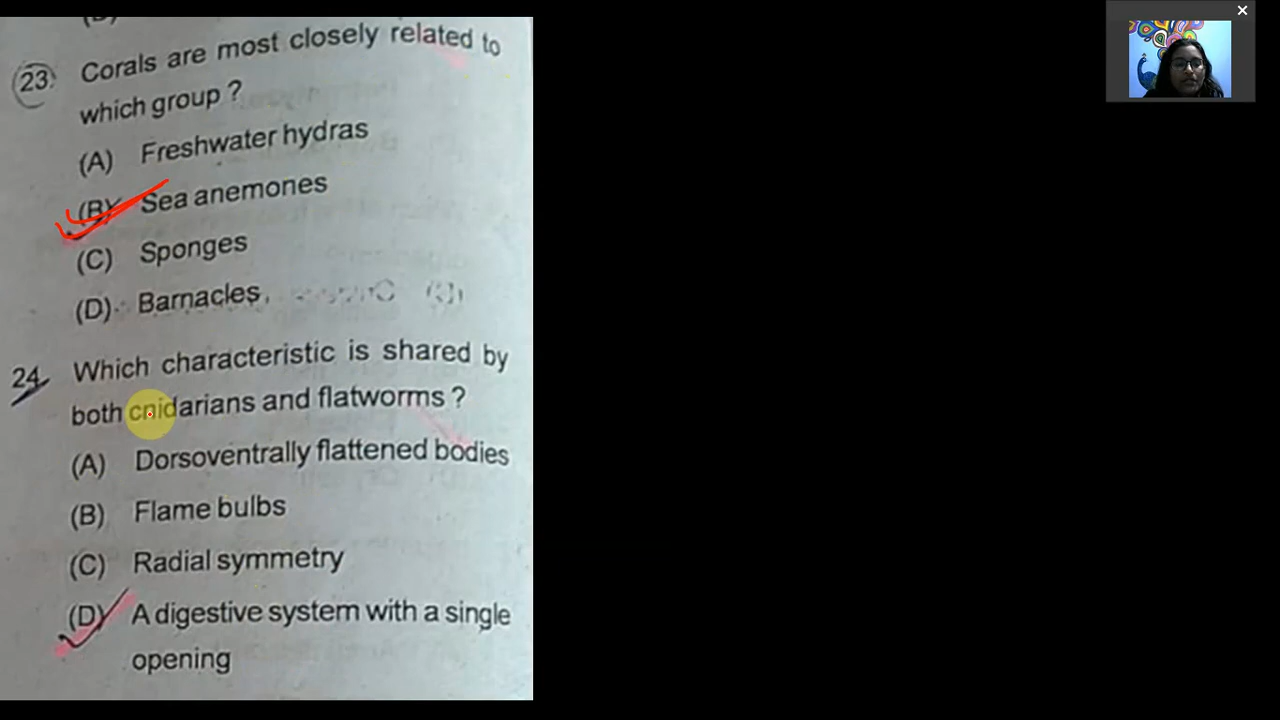 23. Corals are most closely related to
which group ?
(A) Freshwater hydras
(B) Sea anemones
(C) Sponges
(D) Barnacles
24. Which characteristic is shared by
both cnidarians and flatworms ?
(A) Dorsoventrally flattened bodies
(B) Flame bulbs
(C) Radial symmetry
(D) A digestive system with a single
opening